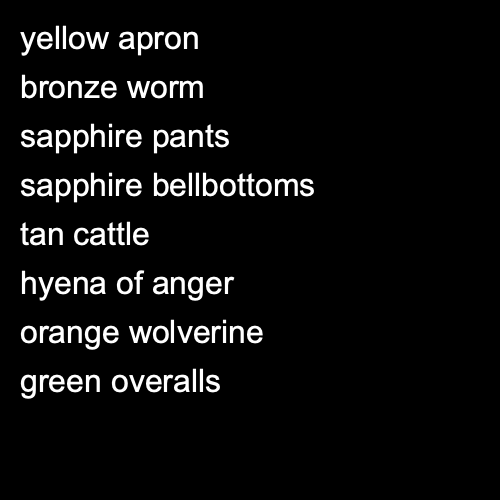 yellow apron
bronze worm
sapphire pants
sapphire bellbottoms
tan cattle
hyena of anger
orange wolverine
green overalls